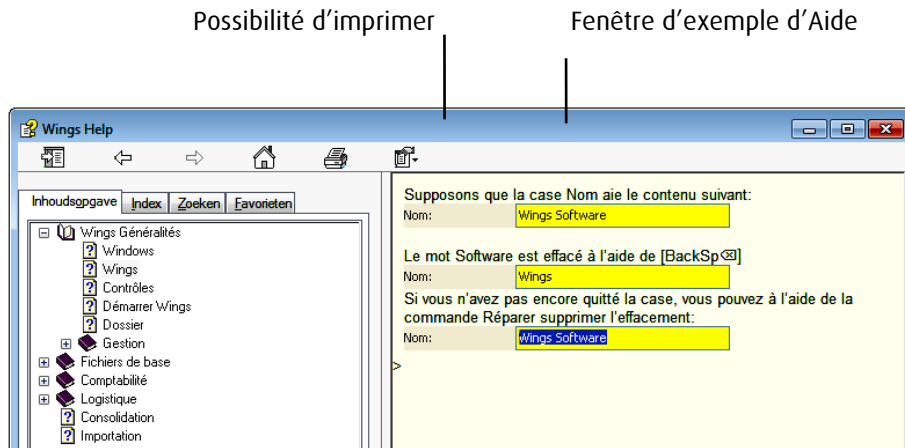 Possibilité d'imprimer
Fenêtre d'exemple d'Aide
Wings Help
Inhoudsopgave Index Zoeken Favorieten
Wings Généralités
Windows
Wings
Contrôles
Démarrer Wings
Dossier
Gestion
Fichiers de base
Comptabilité
Logistique
Consolidation
Importation
Supposons que la case Nom aie le contenu suivant:
Nom: Wings Software
Le mot Software est effacé à l'aide de [BackSp⌫]
Nom: Wings
Si vous n'avez pas encore quitté la case, vous pouvez à l'aide de la
commande Réparer supprimer l'effacement:
Nom: Wings Software
>